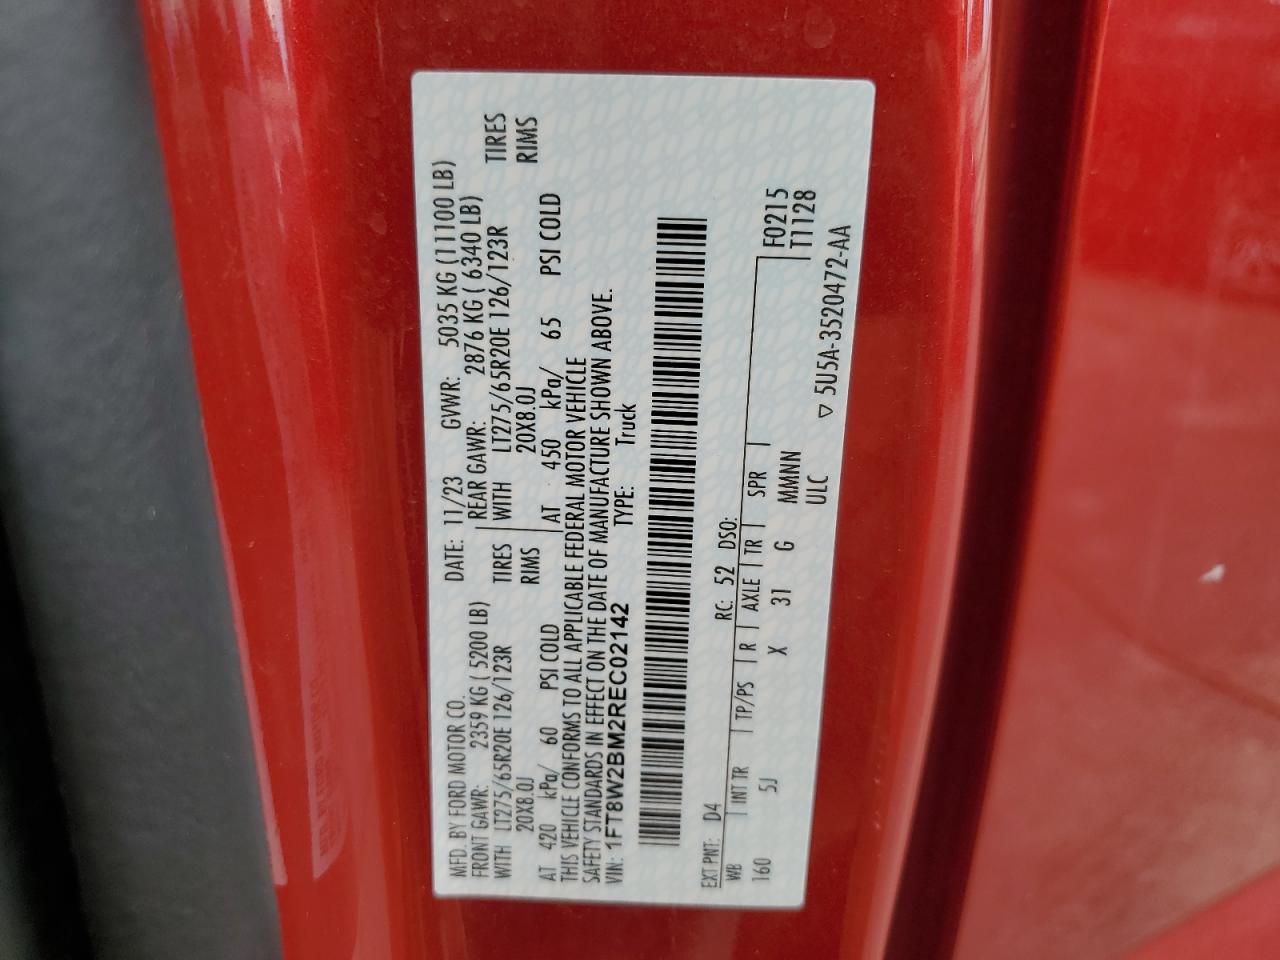 MFD. BY FORD MOTOR CO. DATE: 11/23 GVWR: 5035 KG (11100 LB)
FRONT GAWR: 2359 KG ( 5200 LB) REAR GAWR: 2876 KG ( 6340 LB)
WITH LT275/65R20E 126/123R TIRES WITH LT275/65R20E 126/123R TIRES
20X8.0J RIMS 20X8.0J RIMS
AT 420 kPa/ 60 PSI COLD AT 450 kPa/ 65 PSI COLD
THIS VEHICLE CONFORMS TO ALL APPLICABLE FEDERAL MOTOR VEHICLE
SAFETY STANDARDS IN EFFECT ON THE DATE OF MANUFACTURE SHOWN ABOVE.
VIN: 1FT8W2BM2REC02142 TYPE: Truck
EXT PNT: D4 RC: 52 DSO:
WB INT TR TP/PS R AXLE TR SPR F0215
160 5J X 31 G MMNN T1128
ULC
▽ 5U5A-3520472-AA